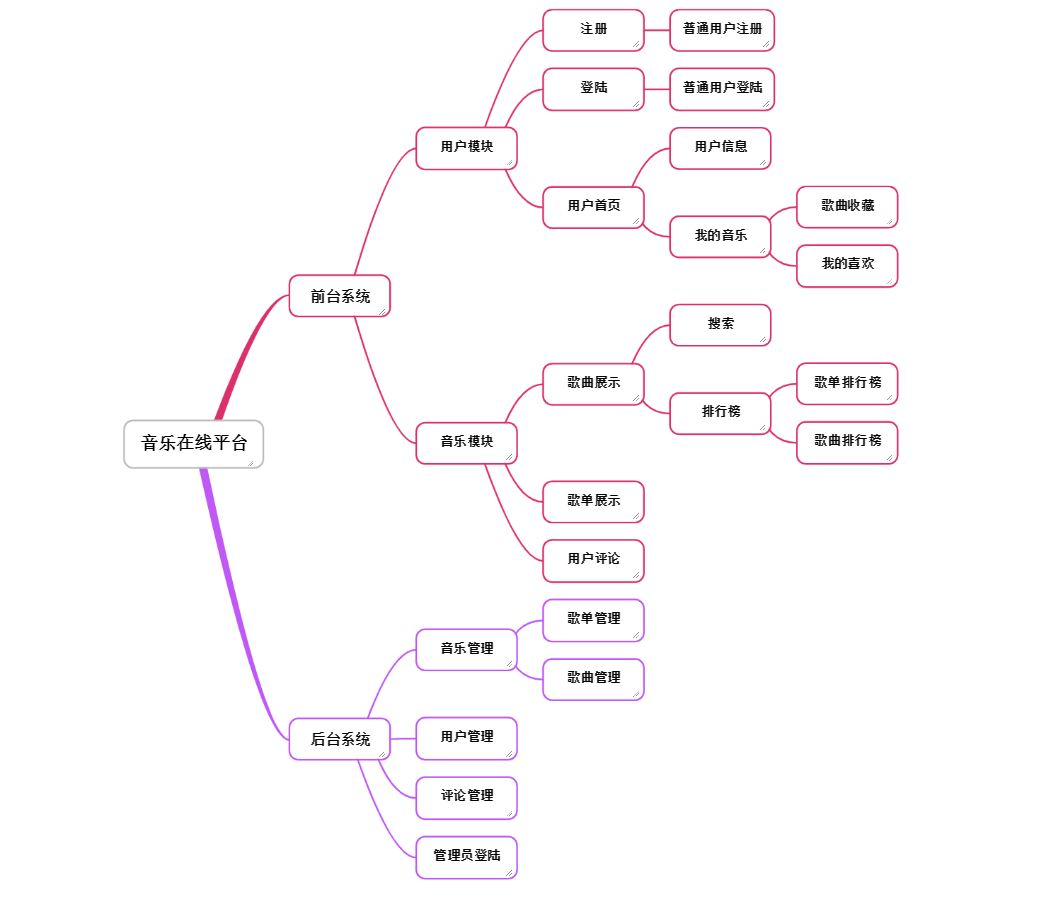 音乐在线平台
前台系统
用户模块
注册
普通用户注册
登陆
普通用户登陆
用户首页
用户信息
我的音乐
歌曲收藏
我的喜欢
音乐模块
歌曲展示
搜索
排行榜
歌单排行榜
歌曲排行榜
歌单展示
用户评论
后台系统
音乐管理
歌单管理
歌曲管理
用户管理
评论管理
管理员登陆